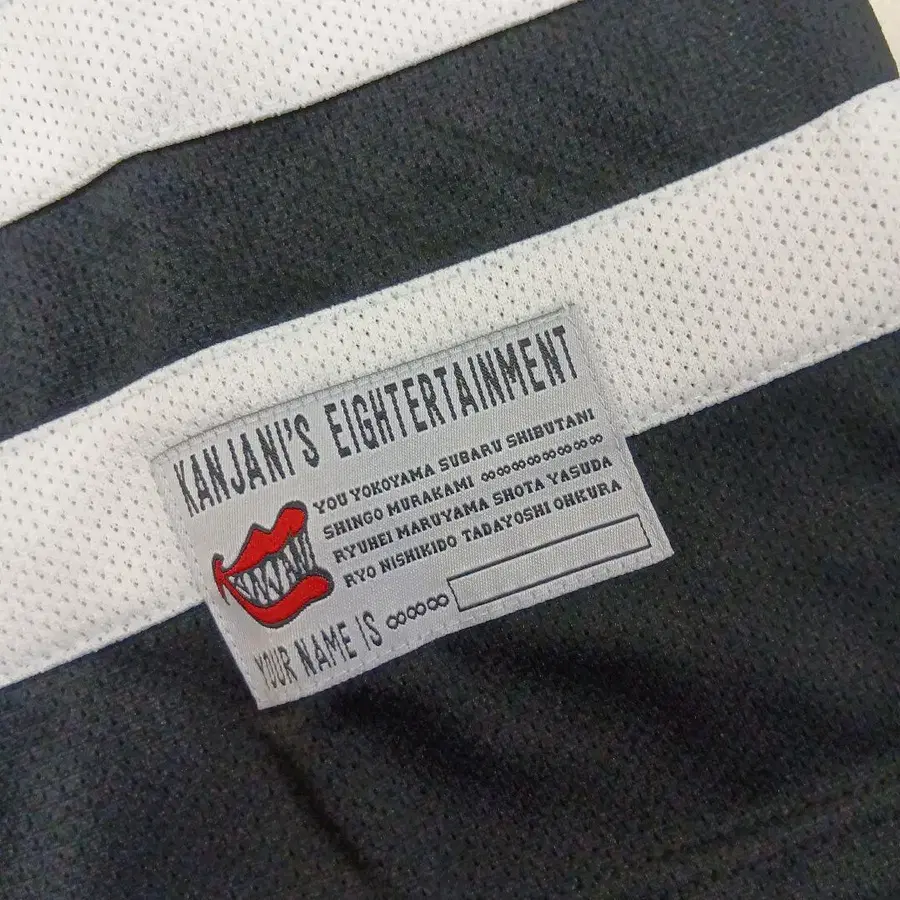 KANJANI'S EIGHTERTAINMENT
YOU YOKOYAMA SUBARU SHIBUTANI
SHINGO MURAKAMI ∞∞∞∞∞∞∞∞
RYUHEI MARUYAMA SHOTA YASUDA
RYO NISHIKIDO TADAYOSHI OHKURA
KANJANI
YOUR NAME IS ∞∞∞∞